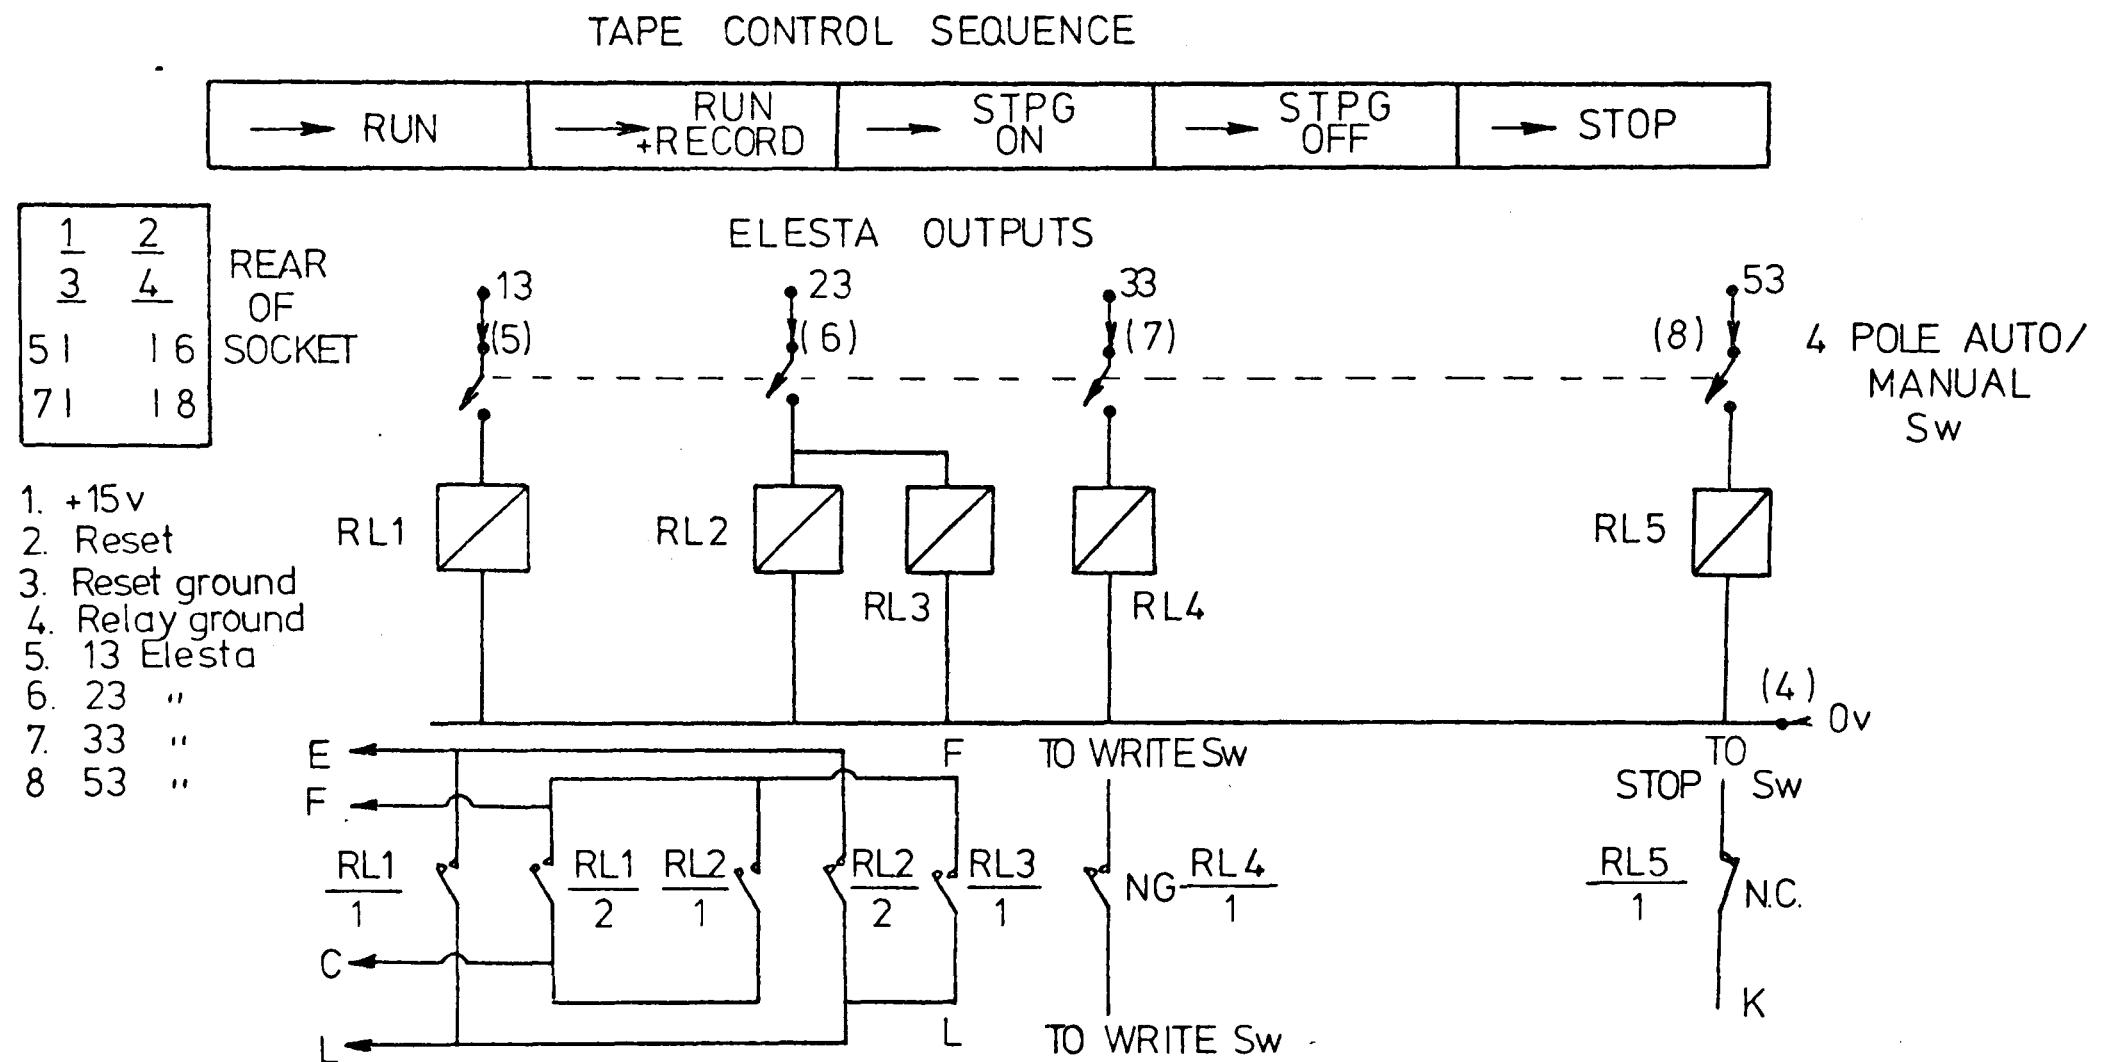 TAPE CONTROL SEQUENCE
RUN
RUN
+RECORD
STPG
ON
STPG
OFF
STOP
1 2
3 4
5 6
7 8
REAR
OF
SOCKET
ELESTA OUTPUTS
13
23
33
53
(5)
(6)
(7)
(8)
4 POLE AUTO/
MANUAL
Sw
1. +15v
2. Reset
3. Reset ground
4. Relay ground
5. 13 Elesta
6. 23 "
7. 33 "
8 53 "
RL1
RL2
RL3
RL4
RL5
(4)
0v
E
F
C
L
F
TO WRITE Sw
TO
STOP Sw
RL1
1
RL1
2
RL2
1
RL2
2
RL3
1
NG
RL4
1
RL5
1
N.C.
L
TO WRITE Sw
K